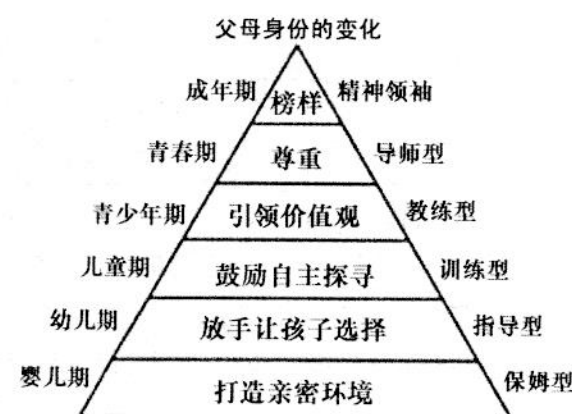 父母身份的变化
成年期 榜样 精神领袖
青春期 尊重 导师型
青少年期 引领价值观 教练型
儿童期 鼓励自主探寻 训练型
幼儿期 放手让孩子选择 指导型
婴儿期 打造亲密环境 保姆型